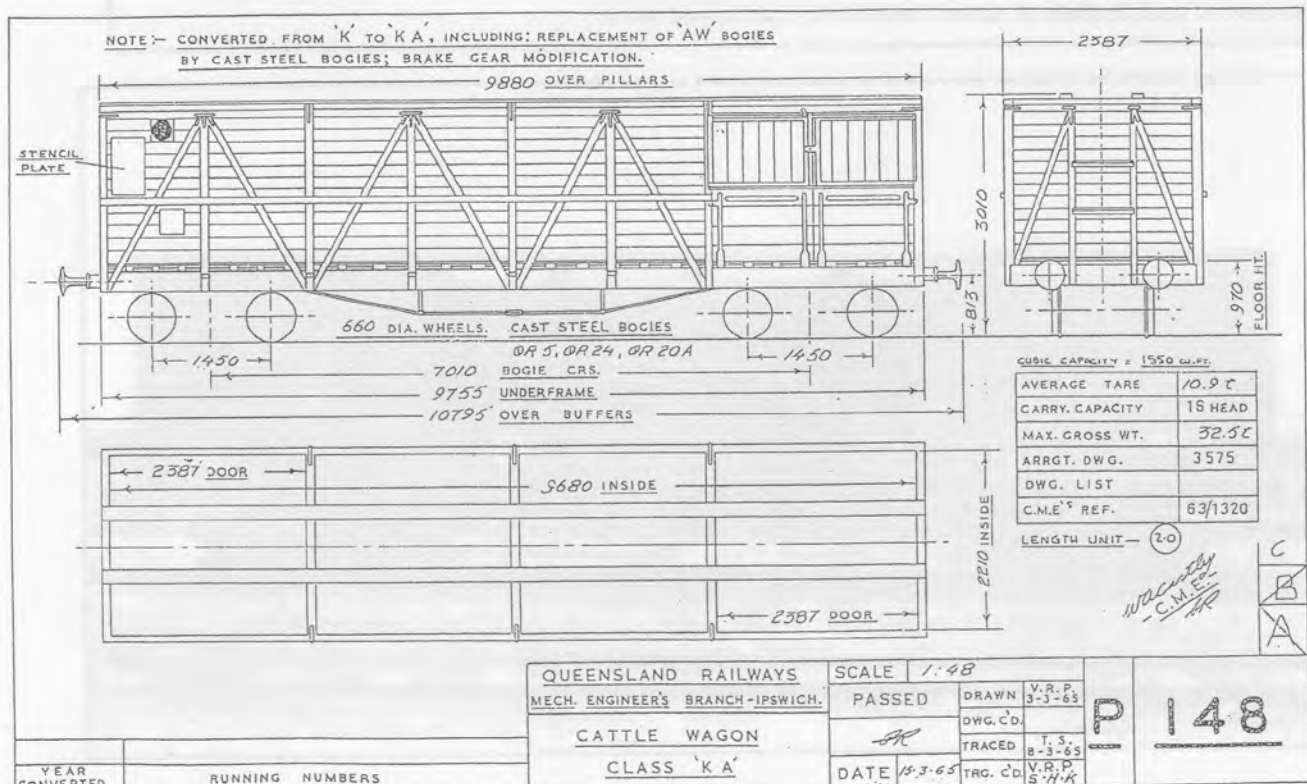 NOTE:- CONVERTED FROM 'K' TO 'KA', INCLUDING: REPLACEMENT OF 'AW' BOGIES
BY CAST STEEL BOGIES; BRAKE GEAR MODIFICATION.
9880 OVER PILLARS
2387
STENCIL
PLATE
3010
813
970
FLOOR HT.
660 DIA. WHEELS. CAST STEEL BOGIES
QR 5, QR 24, QR 20A
1450
1450
7010 BOGIE CRS.
9755 UNDERFRAME
10795 OVER BUFFERS
CUBIC CAPACITY = 1550 CU.FT.
AVERAGE TARE 10.9 t
CARRY. CAPACITY 15 HEAD
MAX. GROSS WT. 32.5t
ARRGT. DWG. 3575
DWG. LIST
C.M.E'S REF. 63/1320
LENGTH UNIT — 2.0
2387 DOOR
9680 INSIDE
2210 INSIDE
2387 DOOR
C.M.E.
C
B
A
QUEENSLAND RAILWAYS
MECH. ENGINEER'S BRANCH - IPSWICH.
CATTLE WAGON
CLASS 'KA'
SCALE 1:48
PASSED
DATE 15-3-65
DRAWN V.R.P. 3-3-65
DWG. C'D.
TRACED T.S. 8-3-65
TRG. C'D. V.R.P.
P 148
YEAR
CONVERTED
RUNNING NUMBERS